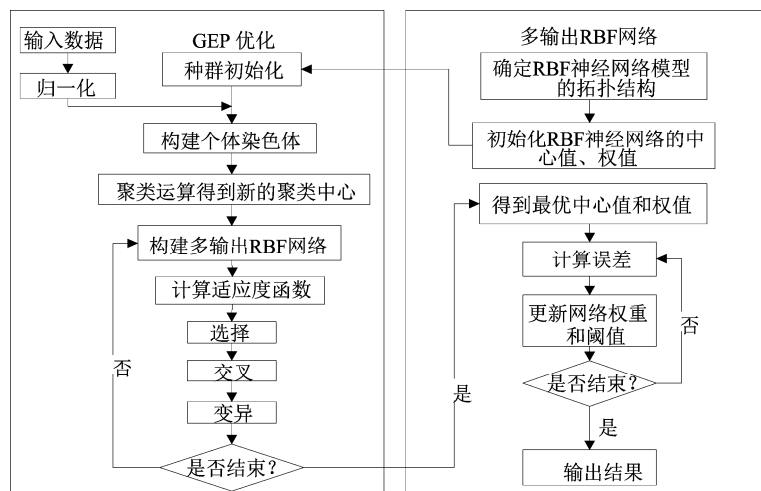 GEP 优化
输入数据
归一化
种群初始化
构建个体染色体
聚类运算得到新的聚类中心
构建多输出RBF网络
计算适应度函数
选择
交叉
变异
是否结束?
否
是
多输出RBF网络
确定RBF神经网络模型
的拓扑结构
初始化RBF神经网络的中
心值、权值
得到最优中心值和权值
计算误差
更新网络权重
和阈值
是否结束?
否
是
输出结果